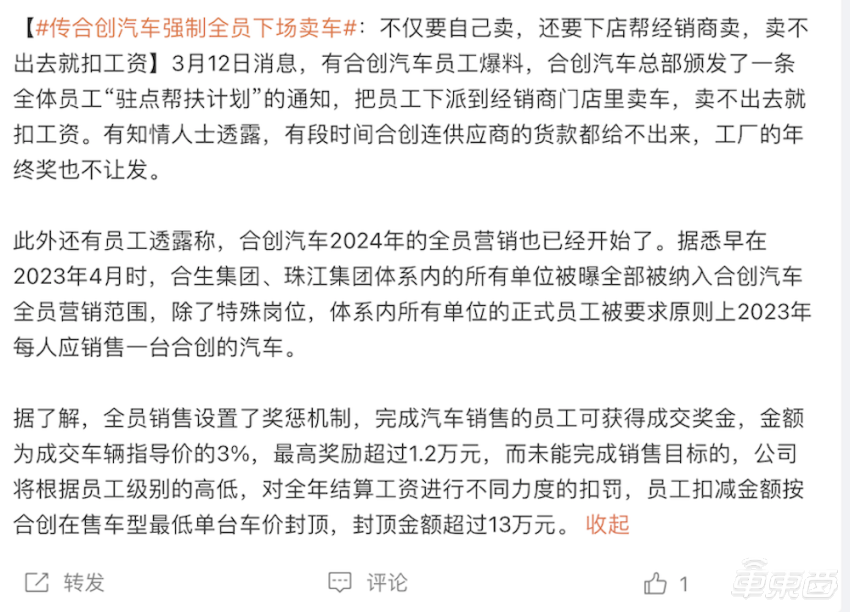 【#传合创汽车强制全员下场卖车#：不仅要自己卖，还要下店帮经销商卖，卖不
出去就扣工资】3月12日消息，有合创汽车员工爆料，合创汽车总部颁发了一条
全体员工“驻点帮扶计划”的通知，把员工下派到经销商门店里卖车，卖不出去就
扣工资。有知情人士透露，有段时间合创连供应商的货款都给不出来，工厂的年
终奖也不让发。
此外还有员工透露称，合创汽车2024年的全员营销也已经开始了。据悉早在
2023年4月时，合生集团、珠江集团体系内的所有单位被曝全部被纳入合创汽车
全员营销范围，除了特殊岗位，体系内所有单位的正式员工被要求原则上2023年
每人应销售一台合创的汽车。
据了解，全员销售设置了奖惩机制，完成汽车销售的员工可获得成交奖金，金额
为成交车辆指导价的3%，最高奖励超过1.2万元，而未能完成销售目标的，公司
将根据员工级别的高低，对全年结算工资进行不同力度的扣罚，员工扣减金额按
合创在售车型最低单台车价封顶，封顶金额超过13万元。 收起
转发 评论 1
車東西